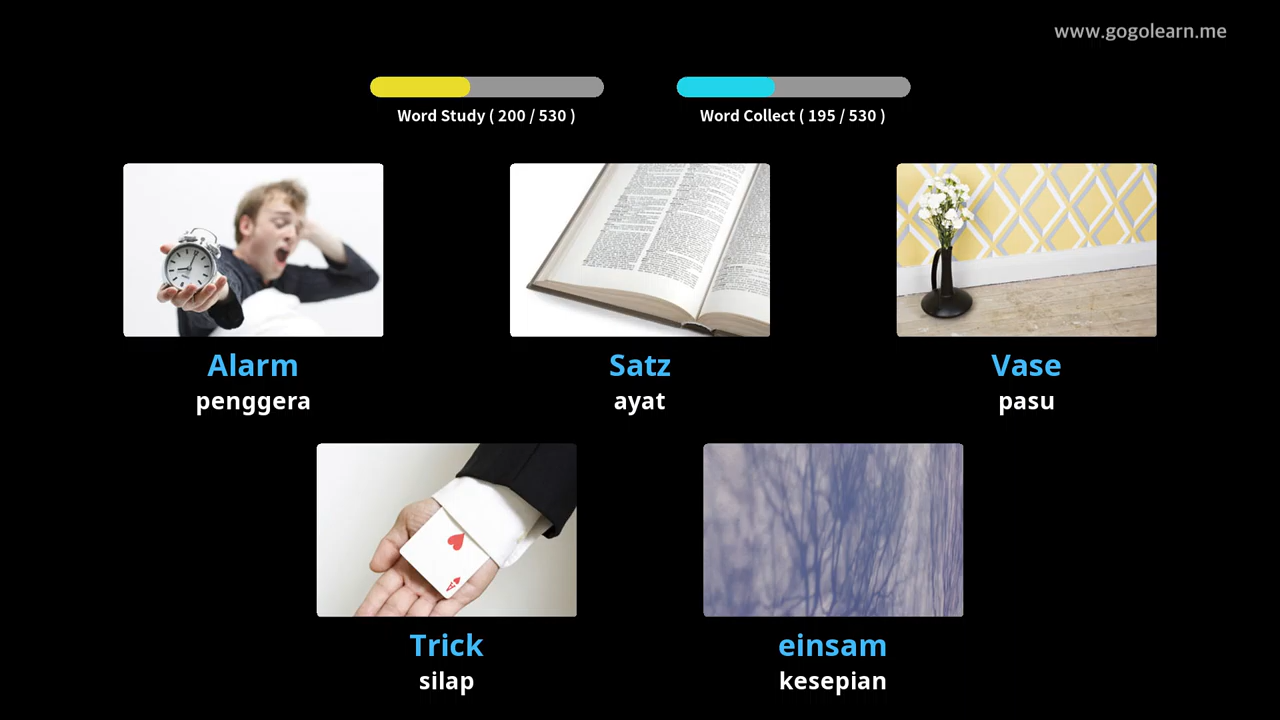 www.gogolearn.me
Word Study ( 200 / 530 )
Word Collect ( 195 / 530 )
Alarm
penggera
Satz
ayat
Vase
pasu
Trick
silap
einsam
kesepian